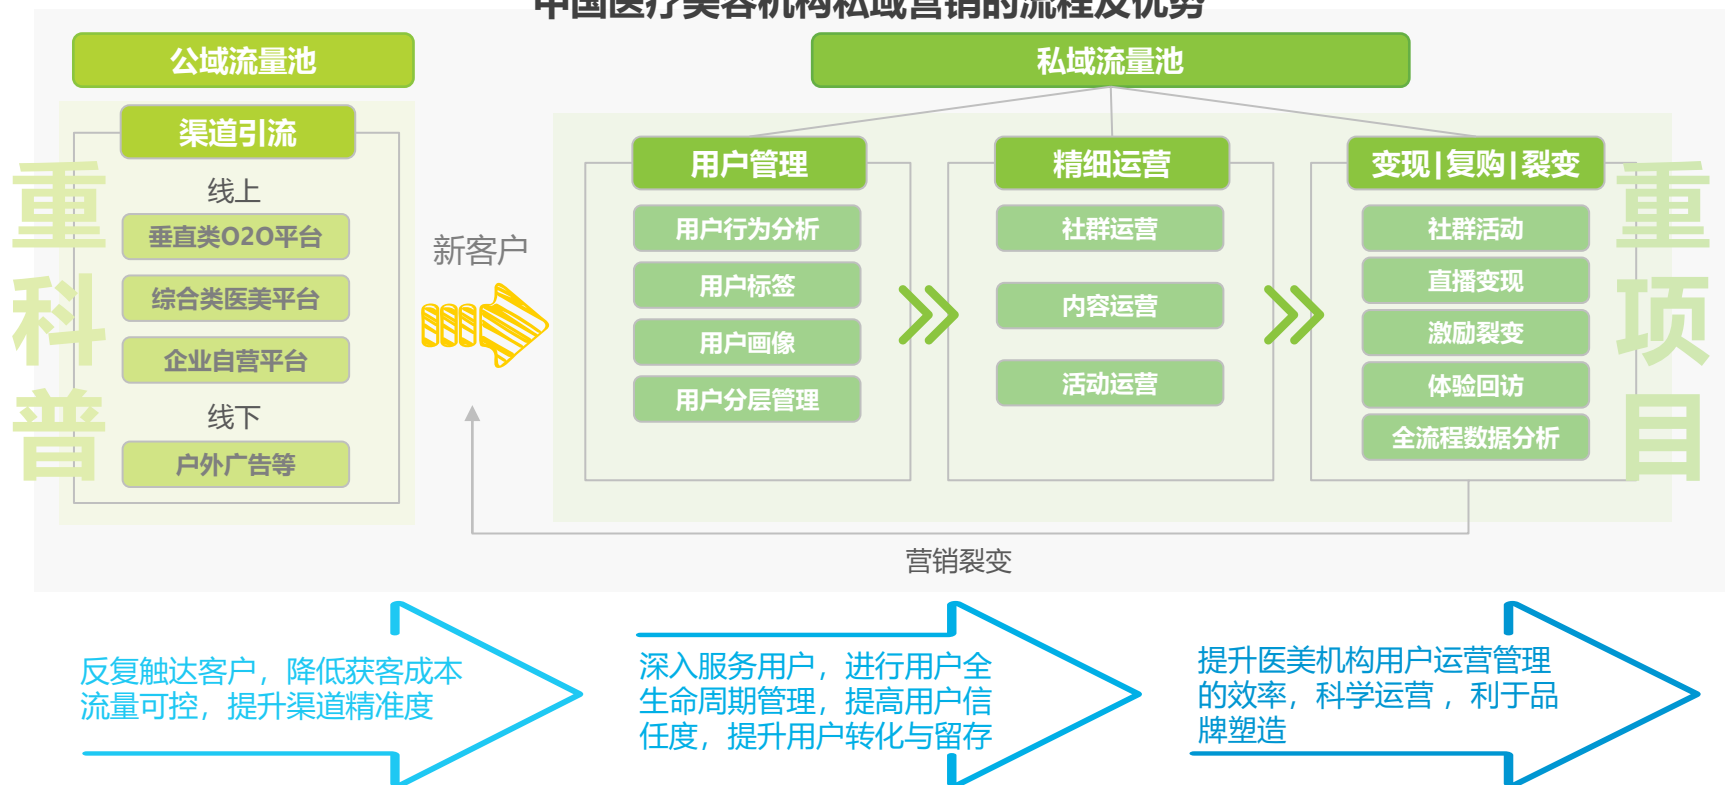 中国医疗美容机构私域营销的流程及优势
公域流量池
私域流量池
重科普
渠道引流
线上
垂直类O2O平台
综合类医美平台
企业自营平台
线下
户外广告等
新客户
用户管理
用户行为分析
用户标签
用户画像
用户分层管理
精细运营
社群运营
内容运营
活动运营
变现|复购|裂变
社群活动
直播变现
激励裂变
体验回访
全流程数据分析
重项目
营销裂变
反复触达客户，降低获客成本
流量可控，提升渠道精准度
深入服务用户，进行用户全
生命周期管理，提高用户信
任度，提升用户转化与留存
提升医美机构用户运营管理
的效率，科学运营，利于品
牌塑造